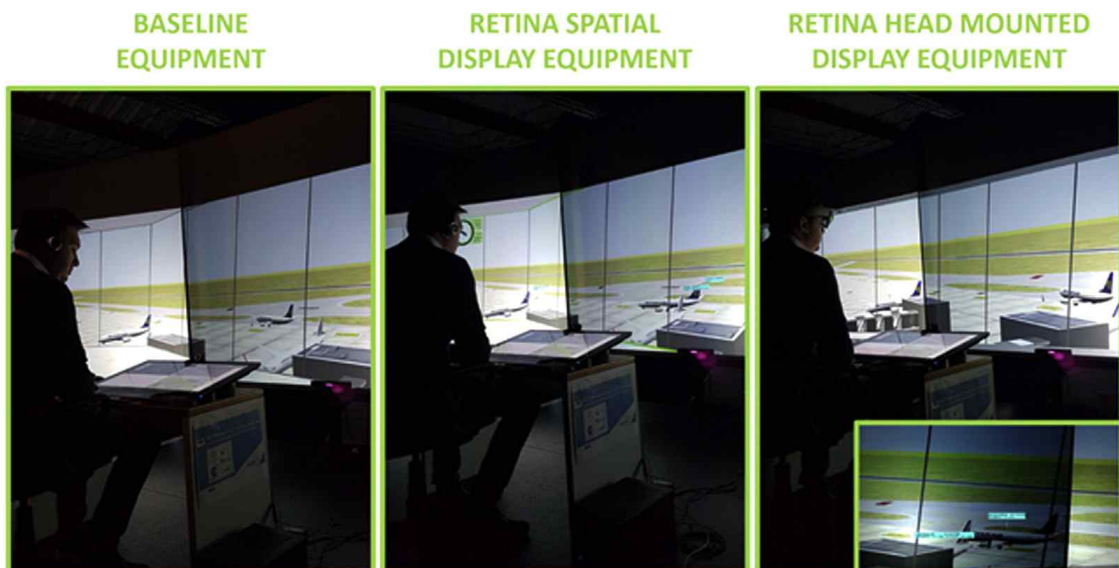 BASELINE
EQUIPMENT
RETINA SPATIAL
DISPLAY EQUIPMENT
RETINA HEAD MOUNTED
DISPLAY EQUIPMENT